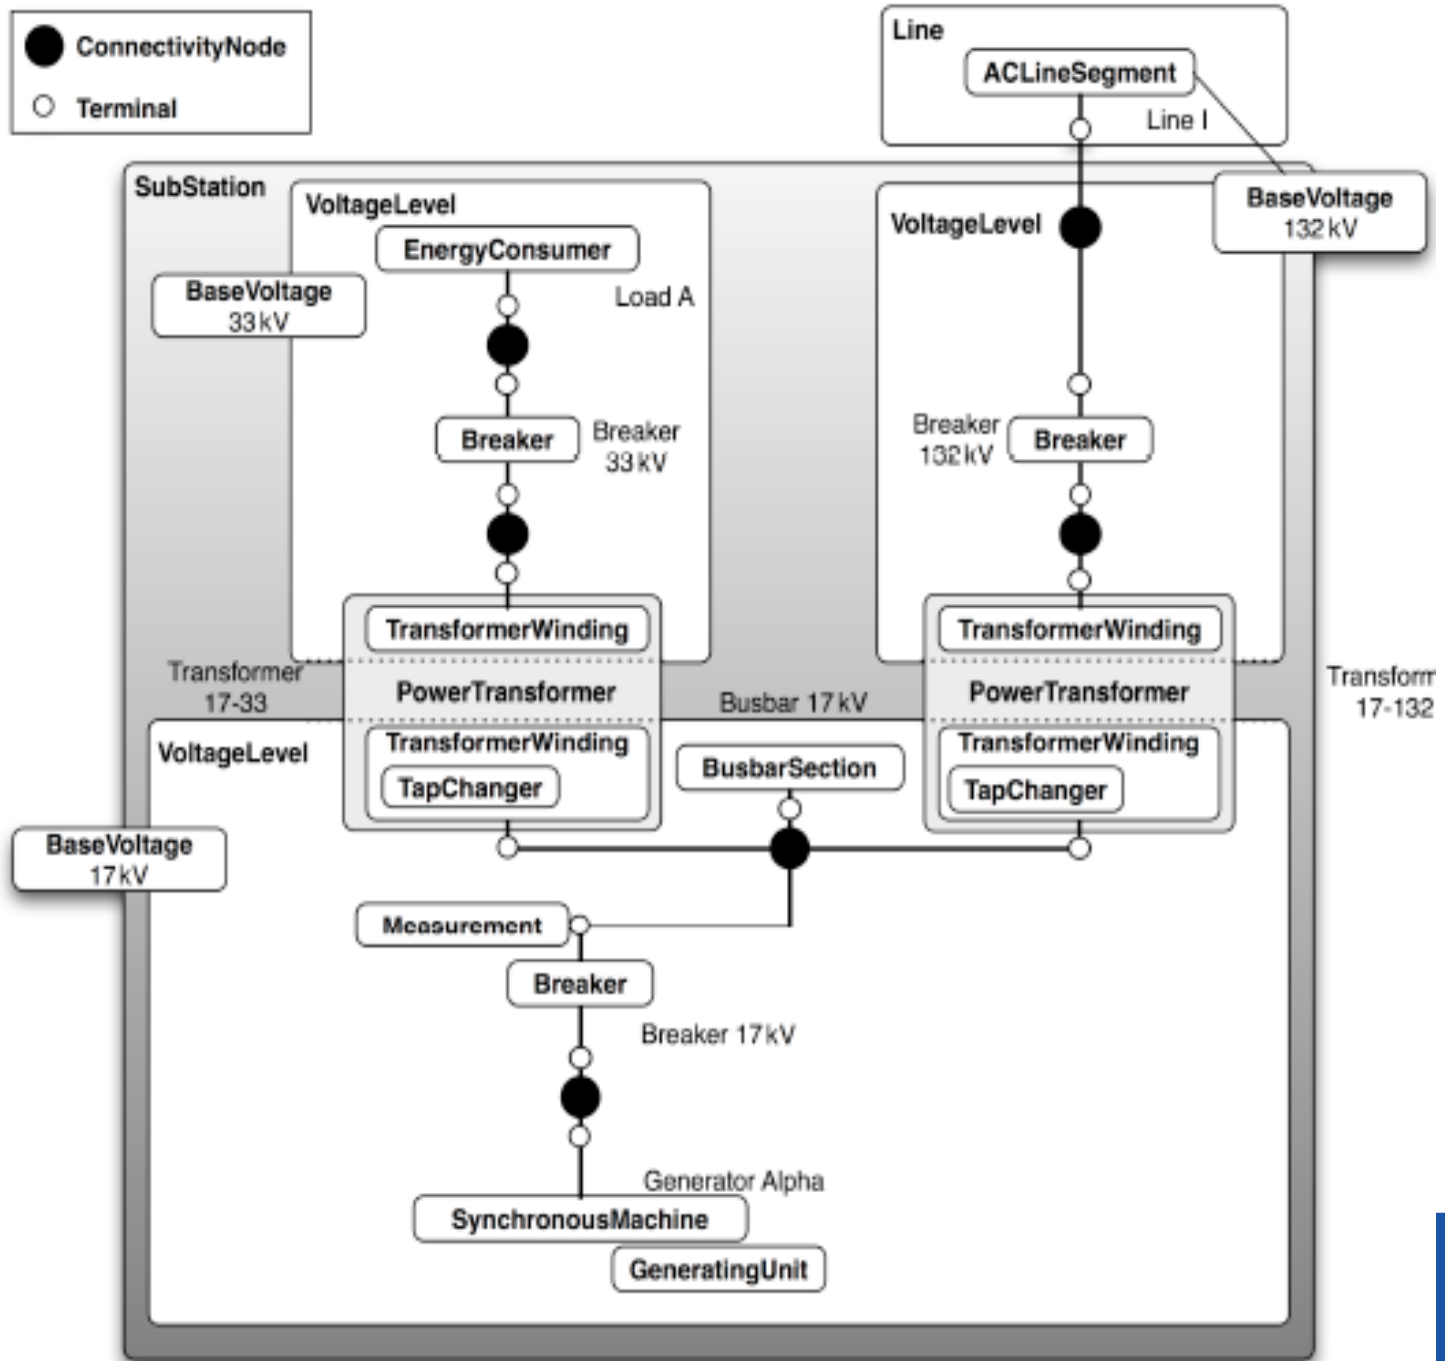 ConnectivityNode
Terminal
Line
ACLineSegment
Line I
SubStation
VoltageLevel
EnergyConsumer
Load A
BaseVoltage
33 kV
Breaker
Breaker
33 kV
TransformerWinding
VoltageLevel
BaseVoltage
132 kV
Breaker
132 kV
Breaker
TransformerWinding
Transformer
17-33
PowerTransformer
Busbar 17 kV
PowerTransformer
Transform
17-132
VoltageLevel
TransformerWinding
TapChanger
BusbarSection
TransformerWinding
TapChanger
BaseVoltage
17 kV
Measurement
Breaker
Breaker 17 kV
Generator Alpha
SynchronousMachine
GeneratingUnit